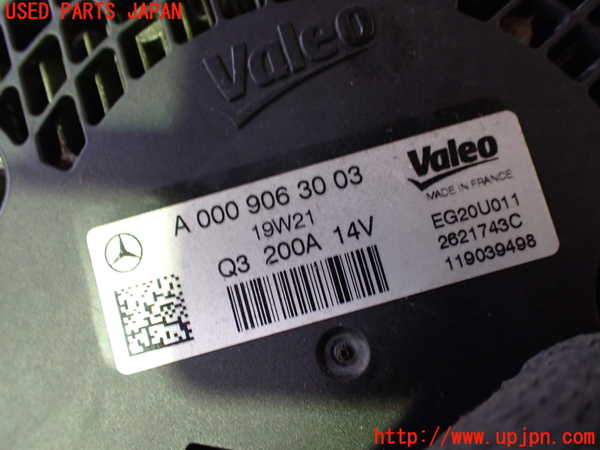 USED PARTS JAPAN
Valeo
A 000 906 30 03
19W21
Q3 200A 14V
Valeo
MADE IN FRANCE
EG20U011
2621743C
119039498
http://www.upjpn.com/